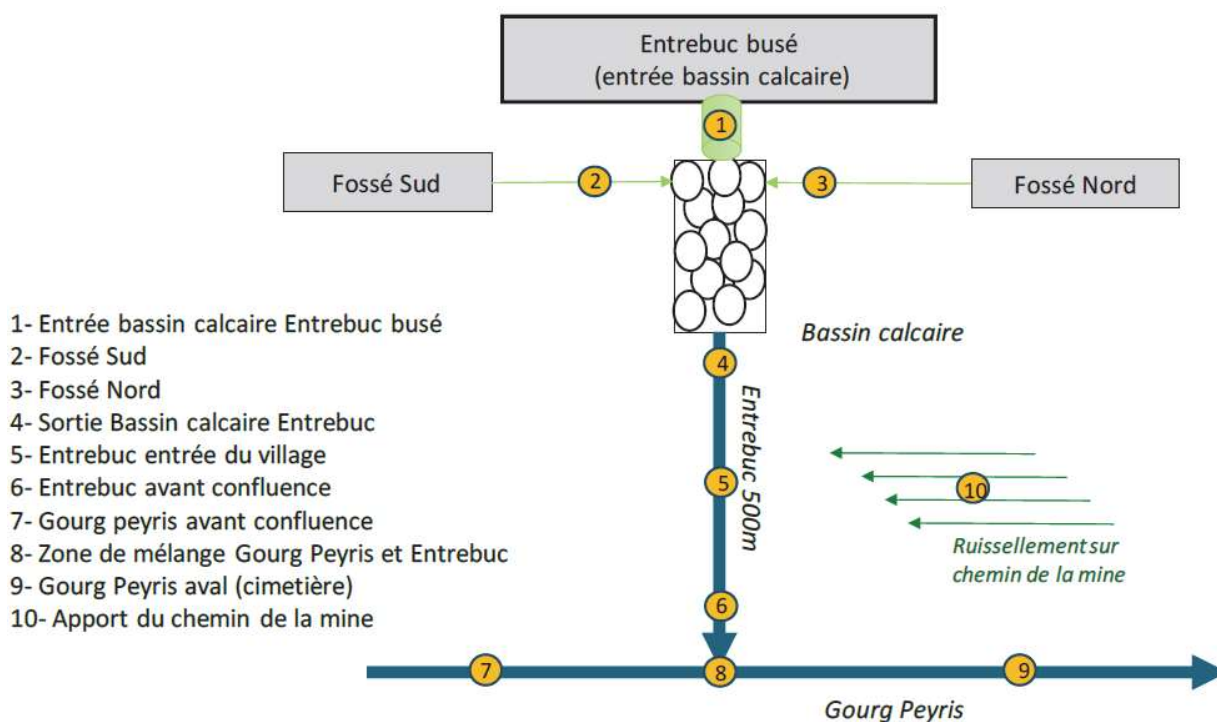 Entrebuc busé
(entrée bassin calcaire)
1
Fossé Sud
2
3
Fossé Nord
1- Entrée bassin calcaire Entrebuc busé
2- Fossé Sud
3- Fossé Nord
4- Sortie Bassin calcaire Entrebuc
5- Entrebuc entrée du village
6- Entrebuc avant confluence
7- Gourg peyris avant confluence
8- Zone de mélange Gourg Peyris et Entrebuc
9- Gourg Peyris aval (cimetière)
10- Apport du chemin de la mine
Bassin calcaire
4
5
6
Entrebuc 500m
10
Ruissellement sur
chemin de la mine
7
8
9
Gourg Peyris